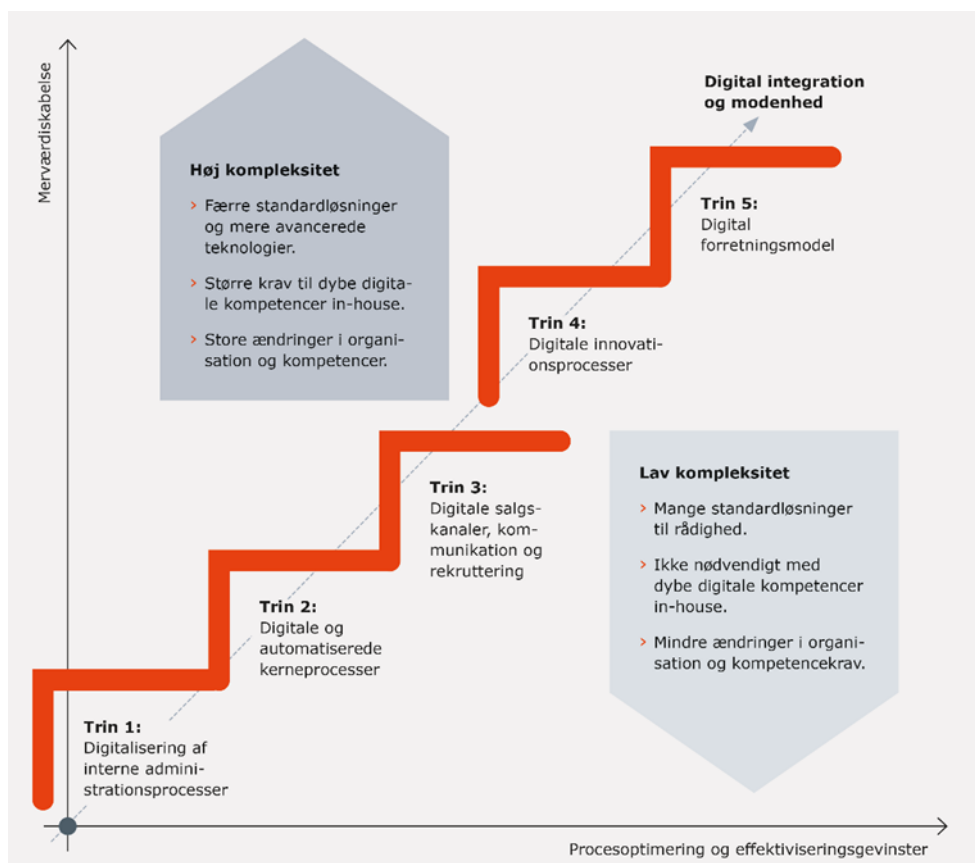 Merværdiskabelse
Høj kompleksitet
› Færre standardløsninger
og mere avancerede
teknologier.
› Større krav til dybe digita-
le kompetencer in-house.
› Store ændringer i organi-
sation og kompetencer.
Digital integration
og modenhed
Trin 5:
Digital
forretningsmodel
Trin 4:
Digitale innovati-
onsprocesser
Trin 3:
Digitale salgs-
kanaler, kom-
munikation og
rekruttering
Lav kompleksitet
› Mange standardløsninger
til rådighed.
› Ikke nødvendigt med
dybe digitale kompetencer
in-house.
› Mindre ændringer i organi-
sation og kompetencekrav.
Trin 2:
Digitale og
automatiserede
kerneprocesser
Trin 1:
Digitalisering af
interne admini-
strationsprocesser
Procesoptimering og effektiviseringsgevinster